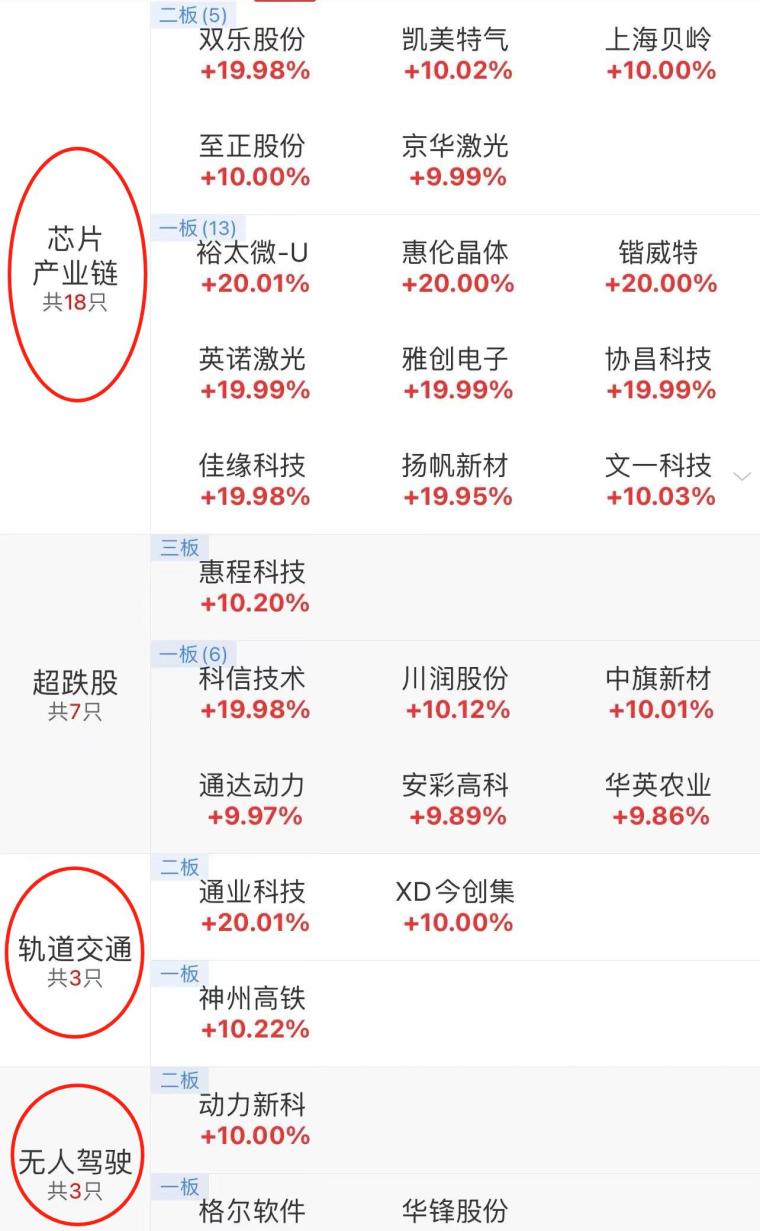 二板(5)
双乐股份 凯美特气 上海贝岭
+19.98% +10.02% +10.00%
至正股份 京华激光
+10.00% +9.99%
芯片
产业链
共18只
一板(13)
裕太微-U 惠伦晶体 锴威特
+20.01% +20.00% +20.00%
英诺激光 雅创电子 协昌科技
+19.99% +19.99% +19.99%
佳缘科技 扬帆新材 文一科技
+19.98% +19.95% +10.03%
三板
惠程科技
+10.20%
超跌股
共7只
一板(6)
科信技术 川润股份 中旗新材
+19.98% +10.12% +10.01%
通达动力 安彩高科 华英农业
+9.97% +9.89% +9.86%
轨道交通
共3只
二板
通业科技 XD今创集
+20.01% +10.00%
一板
神州高铁
+10.22%
无人驾驶
共3只
二板
动力新科
+10.00%
一板
格尔软件 华锋股份